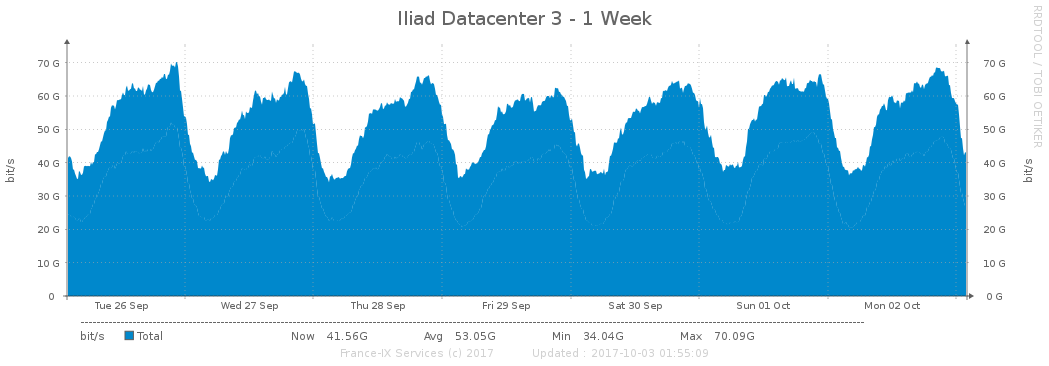 Iliad Datacenter 3 - 1 Week
RRDTOOL / TOBI OETIKER
70 G 70 G
60 G 60 G
50 G 50 G
40 G 40 G
30 G 30 G
20 G 20 G
10 G 10 G
0 0 G
bit/s bit/s
Tue 26 Sep Wed 27 Sep Thu 28 Sep Fri 29 Sep Sat 30 Sep Sun 01 Oct Mon 02 Oct
bit/s Total Now 41.56G Avg 53.05G Min 34.04G Max 70.09G
France-IX Services (c) 2017 Updated : 2017-10-03 01:55:09